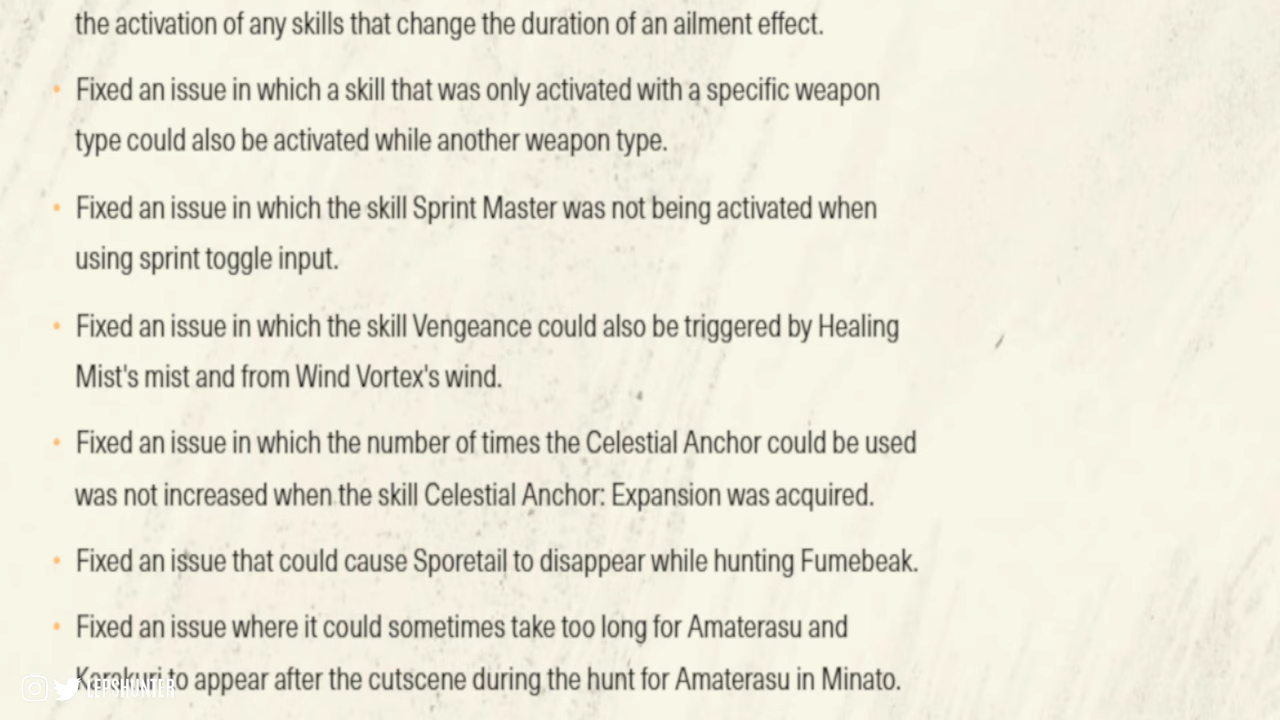 the activation of any skills that change the duration of an ailment effect.
• Fixed an issue in which a skill that was only activated with a specific weapon
type could also be activated while another weapon type.
• Fixed an issue in which the skill Sprint Master was not being activated when
using sprint toggle input.
• Fixed an issue in which the skill Vengeance could also be triggered by Healing
Mist's mist and from Wind Vortex's wind.
• Fixed an issue in which the number of times the Celestial Anchor could be used
was not increased when the skill Celestial Anchor: Expansion was acquired.
• Fixed an issue that could cause Sporetail to disappear while hunting Fumebeak.
• Fixed an issue where it could sometimes take too long for Amaterasu and
Karakuri to appear after the cutscene during the hunt for Amaterasu in Minato.
LEPSHUNTER